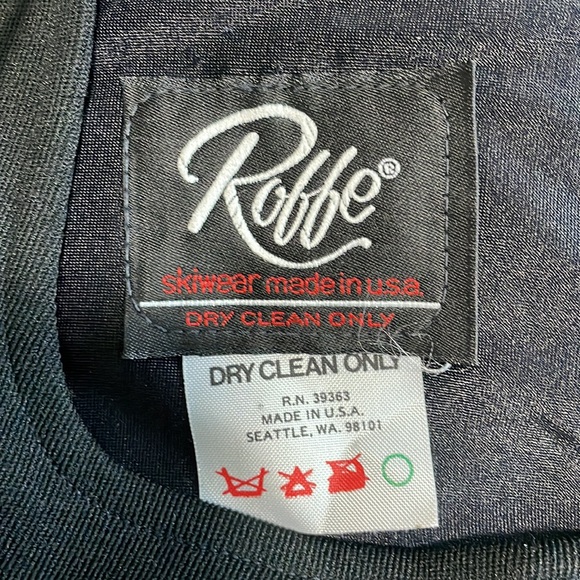 Roffe®
skiwear made in u.s.a.
DRY CLEAN ONLY
DRY CLEAN ONLY
R.N. 39363
MADE IN U.S.A.
SEATTLE, WA. 98101